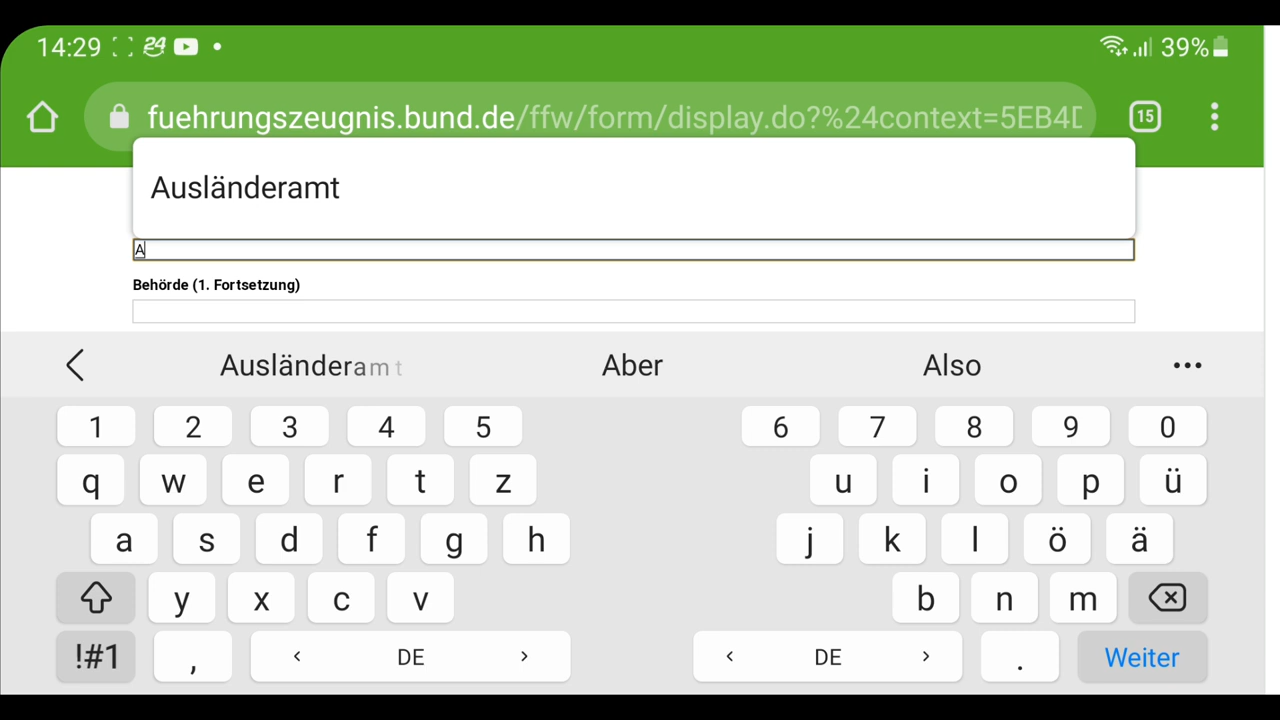 14:29 24 39%
fuehrungszeugnis.bund.de/ffw/form/display.do?%24context=5EB4D
15
Ausländeramt
A
Behörde (1. Fortsetzung)
Ausländeramt Aber Also
1 2 3 4 5 6 7 8 9 0
q w e r t z u i o p ü
a s d f g h j k l ö ä
y x c v b n m
!#1 , DE DE . Weiter